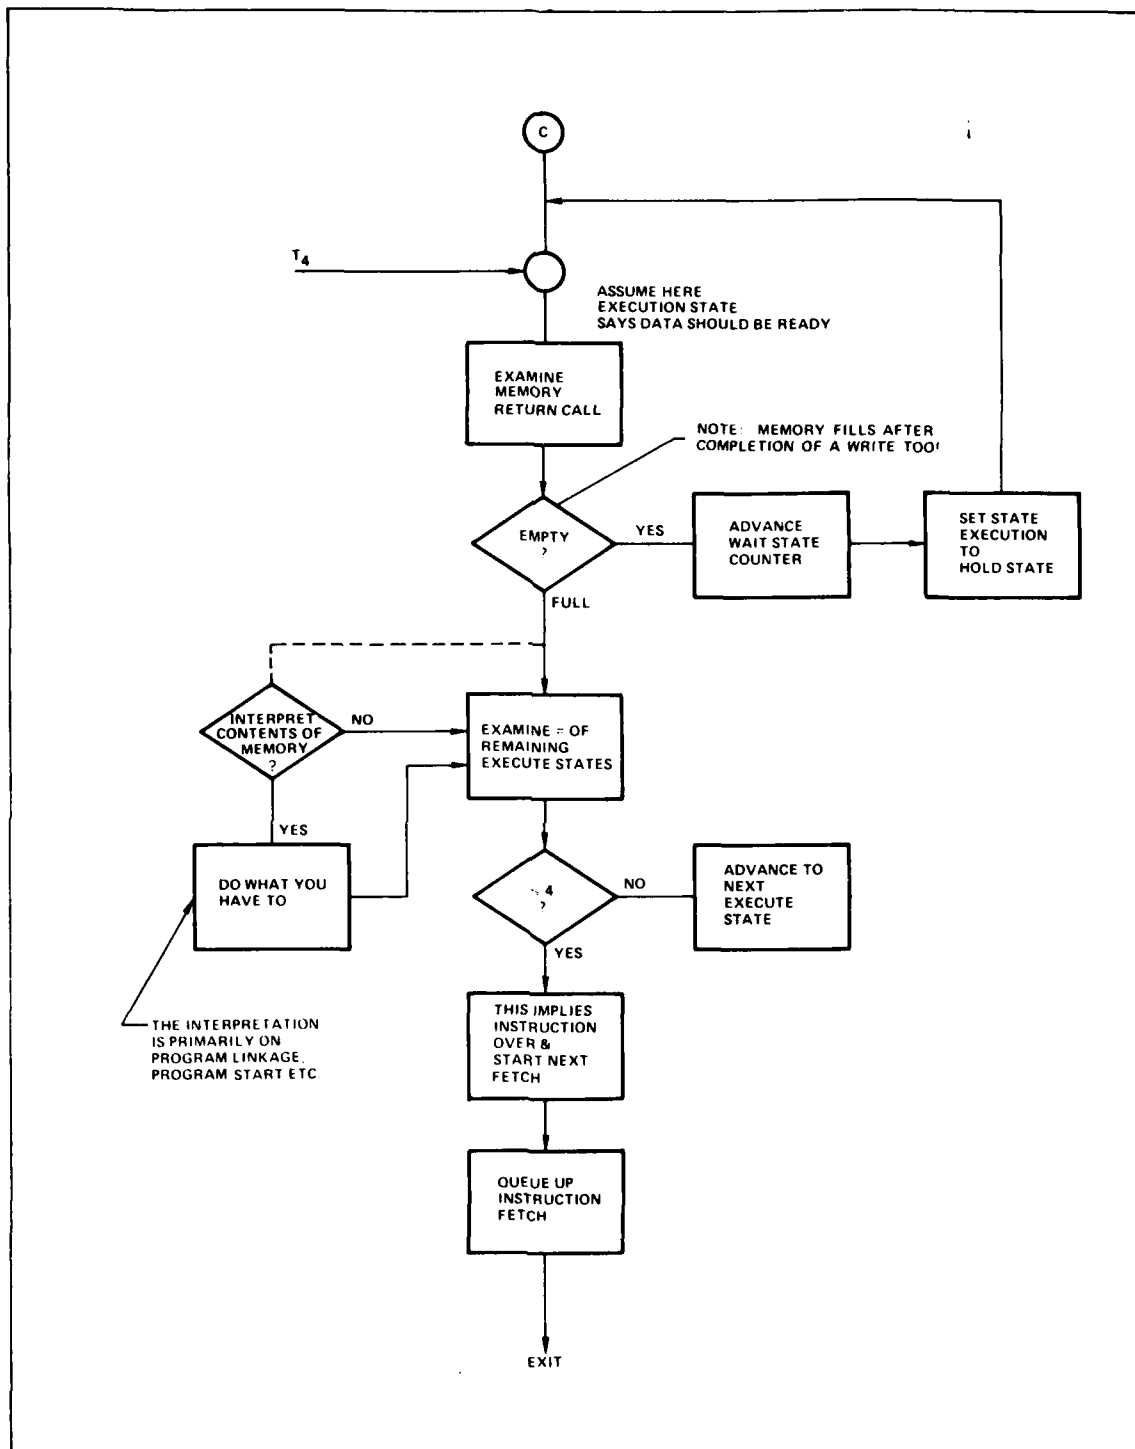 C
T4
ASSUME HERE
EXECUTION STATE
SAYS DATA SHOULD BE READY
EXAMINE
MEMORY
RETURN CALL
NOTE: MEMORY FILLS AFTER
COMPLETION OF A WRITE TOO!
EMPTY
?
YES
ADVANCE
WAIT STATE
COUNTER
SET STATE
EXECUTION
TO
HOLD STATE
FULL
INTERPRET
CONTENTS OF
MEMORY
?
NO
EXAMINE = OF
REMAINING
EXECUTE STATES
YES
DO WHAT YOU
HAVE TO
4
?
NO
ADVANCE TO
NEXT
EXECUTE
STATE
YES
THIS IMPLIES
INSTRUCTION
OVER &
START NEXT
FETCH
THE INTERPRETATION
IS PRIMARILY ON
PROGRAM LINKAGE,
PROGRAM START ETC
QUEUE UP
INSTRUCTION
FETCH
EXIT